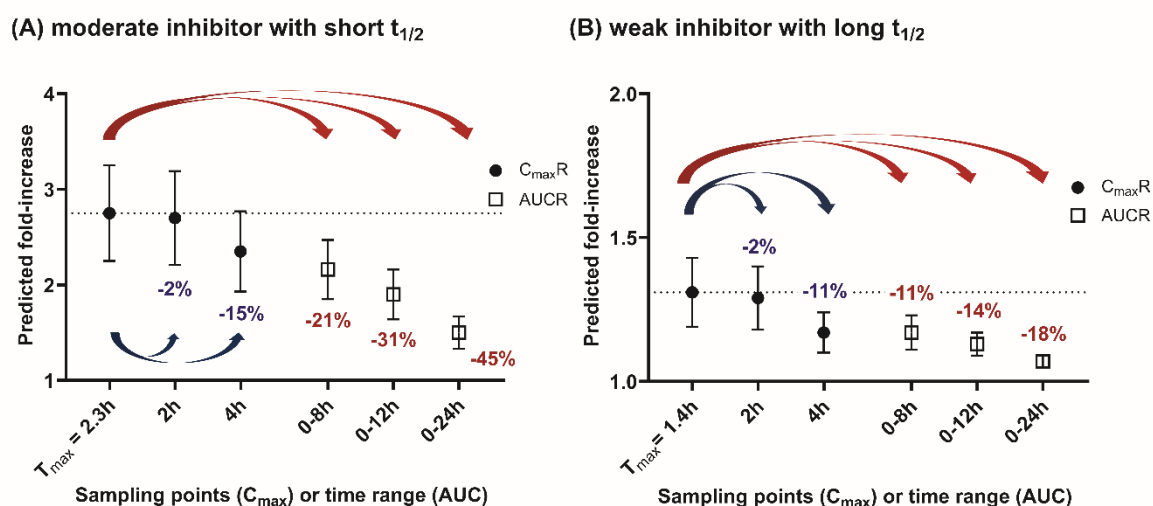 (A) moderate inhibitor with short t1/2
Predicted fold-increase
4
3
2
1
CmaxR
AUCR
-2%
-15%
-21%
-31%
-45%
Tmax = 2.3h
2h
4h
0-8h
0-12h
0-24h
Sampling points (Cmax) or time range (AUC)
(B) weak inhibitor with long t1/2
Predicted fold-increase
2.0
1.5
1.0
CmaxR
AUCR
-2%
-11%
-11%
-14%
-18%
Tmax = 1.4h
2h
4h
0-8h
0-12h
0-24h
Sampling points (Cmax) or time range (AUC)